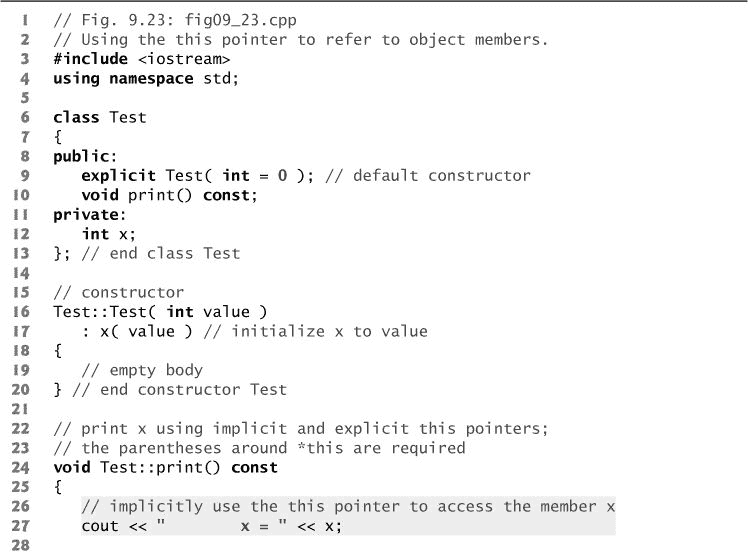 1 // Fig. 9.23: fig09_23.cpp
2 // Using the this pointer to refer to object members.
3 #include <iostream>
4 using namespace std;
5
6 class Test
7 {
8 public:
9    explicit Test( int = 0 ); // default constructor
10    void print() const;
11 private:
12    int x;
13 }; // end class Test
14
15 // constructor
16 Test::Test( int value )
17    : x( value ) // initialize x to value
18 {
19    // empty body
20 } // end constructor Test
21
22 // print x using implicit and explicit this pointers;
23 // the parentheses around *this are required
24 void Test::print() const
25 {
26    // implicitly use the this pointer to access the member x
27    cout << "        x = " << x;
28